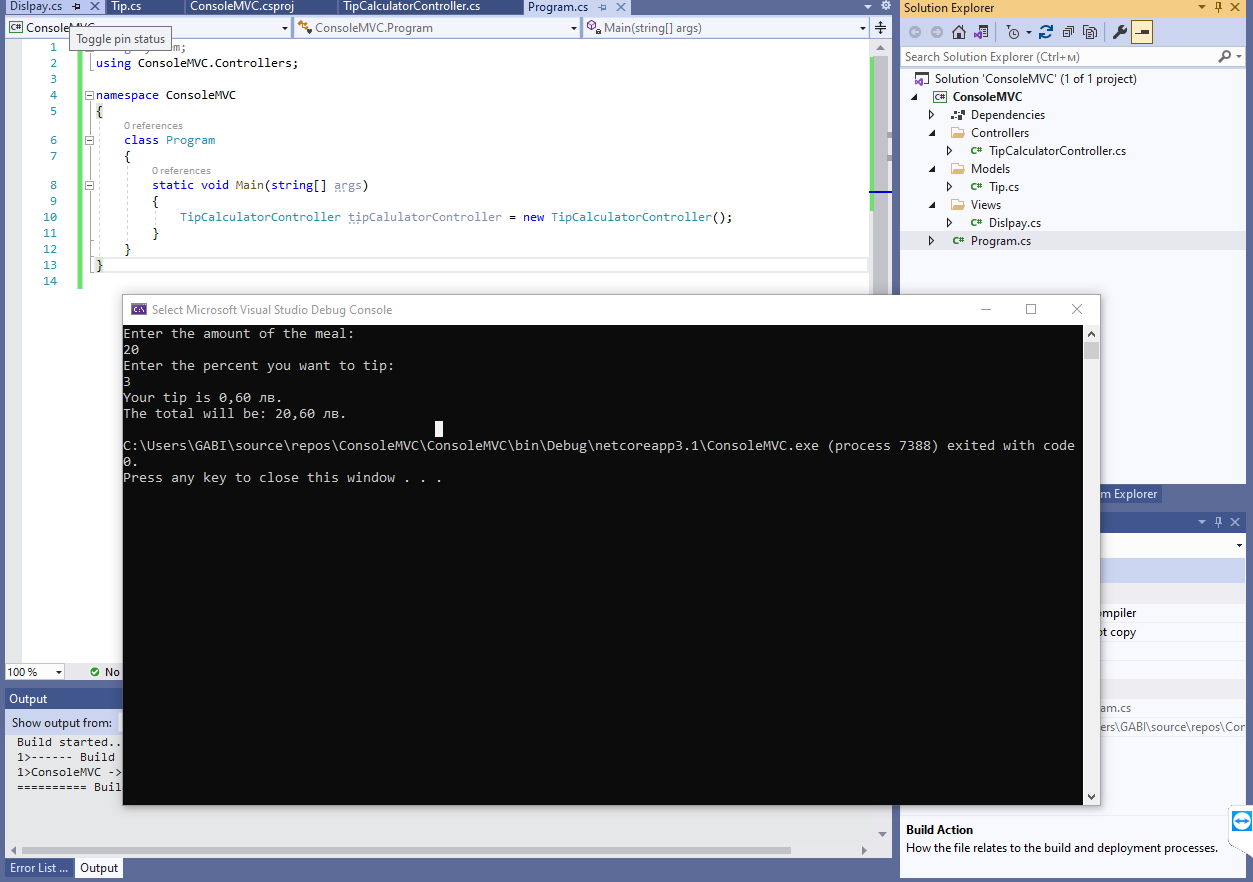 Dislpay.cs
Tip.cs
ConsoleMVC.csproj
TipCalculatorController.cs
Program.cs
Toggle pin status
ConsoleMVC.Program
Main(string[] args)
1
2 using ConsoleMVC.Controllers;
3
4 namespace ConsoleMVC
5 {
0 references
6 class Program
7 {
0 references
8 static void Main(string[] args)
9 {
10 TipCalculatorController tipCalulatorController = new TipCalculatorController();
11 }
12 }
13 }
14
Select Microsoft Visual Studio Debug Console
Enter the amount of the meal:
20
Enter the percent you want to tip:
3
Your tip is 0,60 лв.
The total will be: 20,60 лв.
C:\Users\GABI\source\repos\ConsoleMVC\ConsoleMVC\bin\Debug\netcoreapp3.1\ConsoleMVC.exe (process 7388) exited with code
0.
Press any key to close this window . . .
100 %
No
Output
Show output from:
Build started..
1>------ Build
1>ConsoleMVC ->
========== Buil
Error List ...
Output
Solution Explorer
Search Solution Explorer (Ctrl+м)
Solution 'ConsoleMVC' (1 of 1 project)
C# ConsoleMVC
Dependencies
Controllers
C# TipCalculatorController.cs
Models
C# Tip.cs
Views
C# Dislpay.cs
C# Program.cs
m Explorer
mpiler
ot copy
am.cs
ers\GABI\source\repos\Con
Build Action
How the file relates to the build and deployment processes.